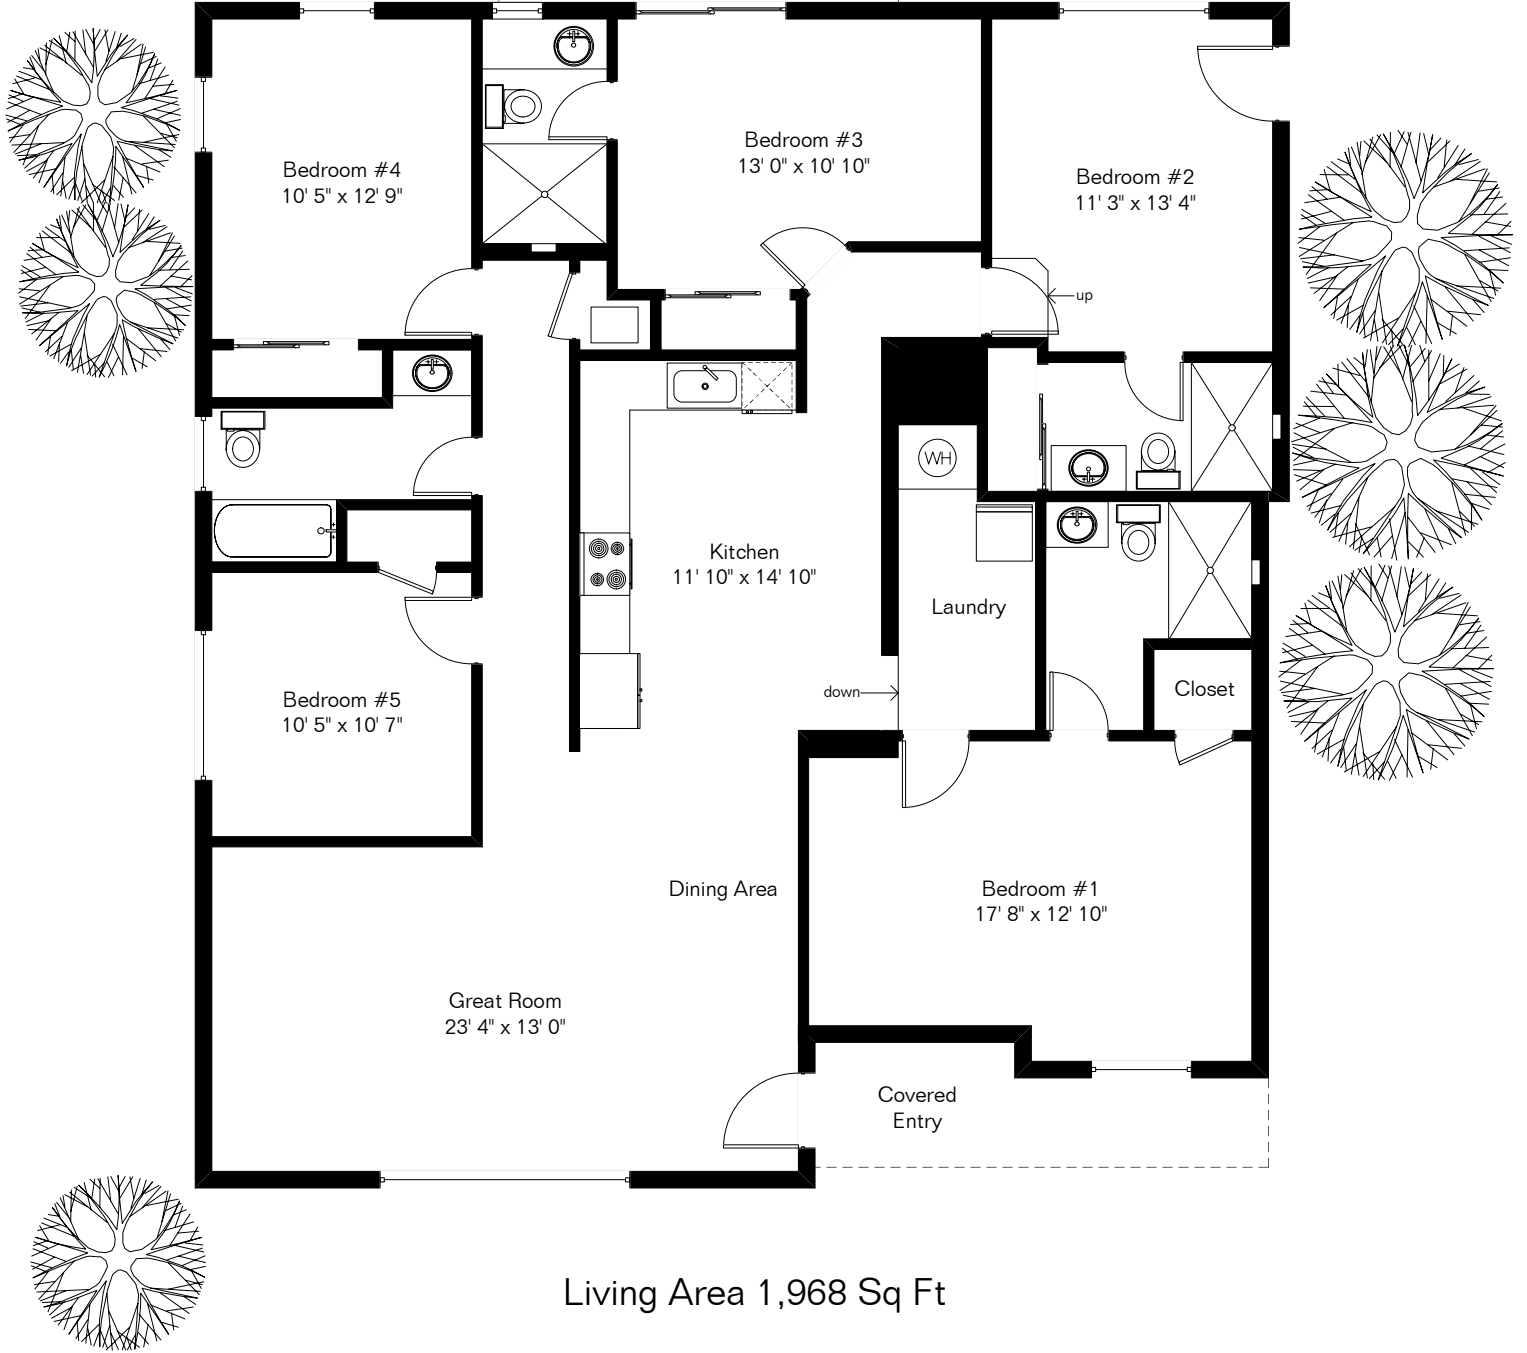 Bedroom #3
13' 0" x 10' 10"
Bedroom #4
10' 5" x 12' 9"
Bedroom #2
11' 3" x 13' 4"
up
WH
Kitchen
11' 10" x 14' 10"
Laundry
down
Closet
Bedroom #5
10' 5" x 10' 7"
Dining Area
Bedroom #1
17' 8" x 12' 10"
Great Room
23' 4" x 13' 0"
Covered
Entry
Living Area 1,968 Sq Ft